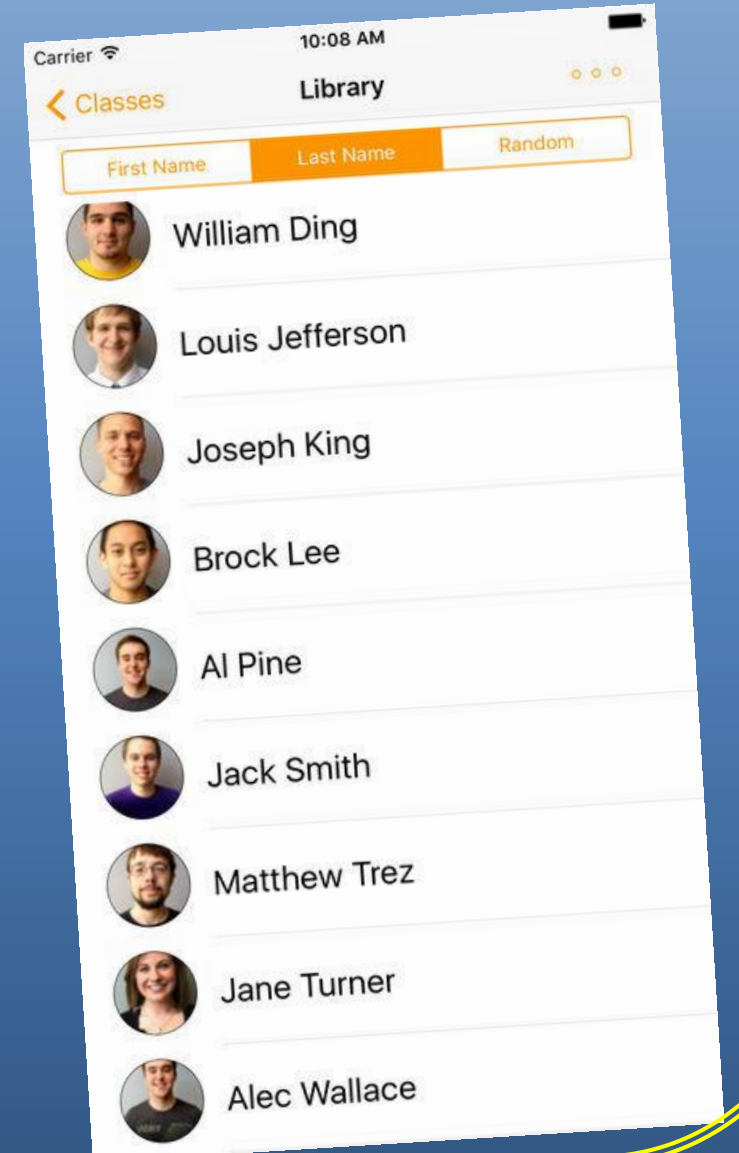 Carrier 10:08 AM
Classes Library
First Name Last Name Random
William Ding
Louis Jefferson
Joseph King
Brock Lee
Al Pine
Jack Smith
Matthew Trez
Jane Turner
Alec Wallace